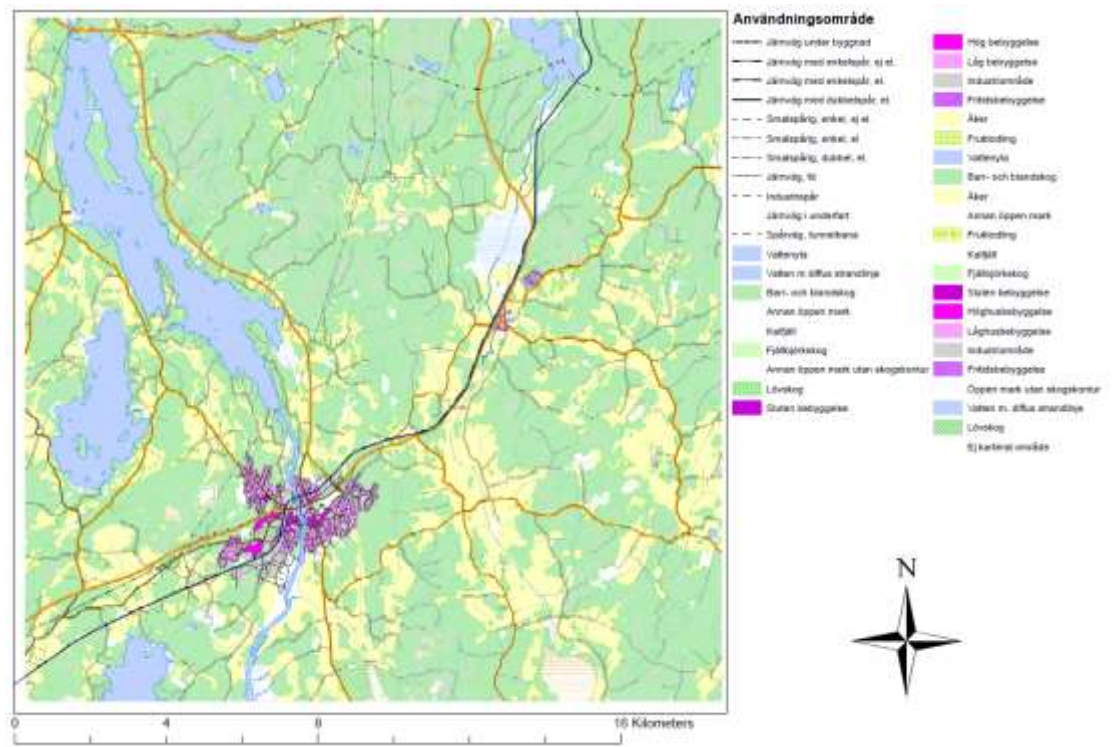 Användningsområde
Järnväg under byggnad
Järnväg med enkelspår, ej el.
Järnväg med enkelspår, el.
Järnväg med dubbelspår, el.
Smalspårig, enkel, ej el
Smalspårig, enkel, el
Smalspårig, dubbel, el.
Järnväg,
Industrispår
Järnväg i underfart
Spårväg, tunnelbana
Vattenyta
Vatten m diffus strandlinje
Barr- och blandskog
Annan öppen mark
Kalfjäll
Fjällbjörkskog
Annan öppen mark utan skogskontur
Lövskog
Sluten bebyggelse
Hög bebyggelse
Låg bebyggelse
Industriområde
Fritidsbebyggelse
Åker
Fruktodling
Vattenyta
Barr- och blandskog
Åker
Annan öppen mark
Fruktodling
Kalfjäll
Fjällbjörkskog
Sluten bebyggelse
Höghusbebyggelse
Låghusbebyggelse
Industriområde
Fritidsbebyggelse
Öppen mark utan skogskontur
Vatten m. diffus strandlinje
Lövskog
Ej karterat område
N
0 4 8 16 Kilometers